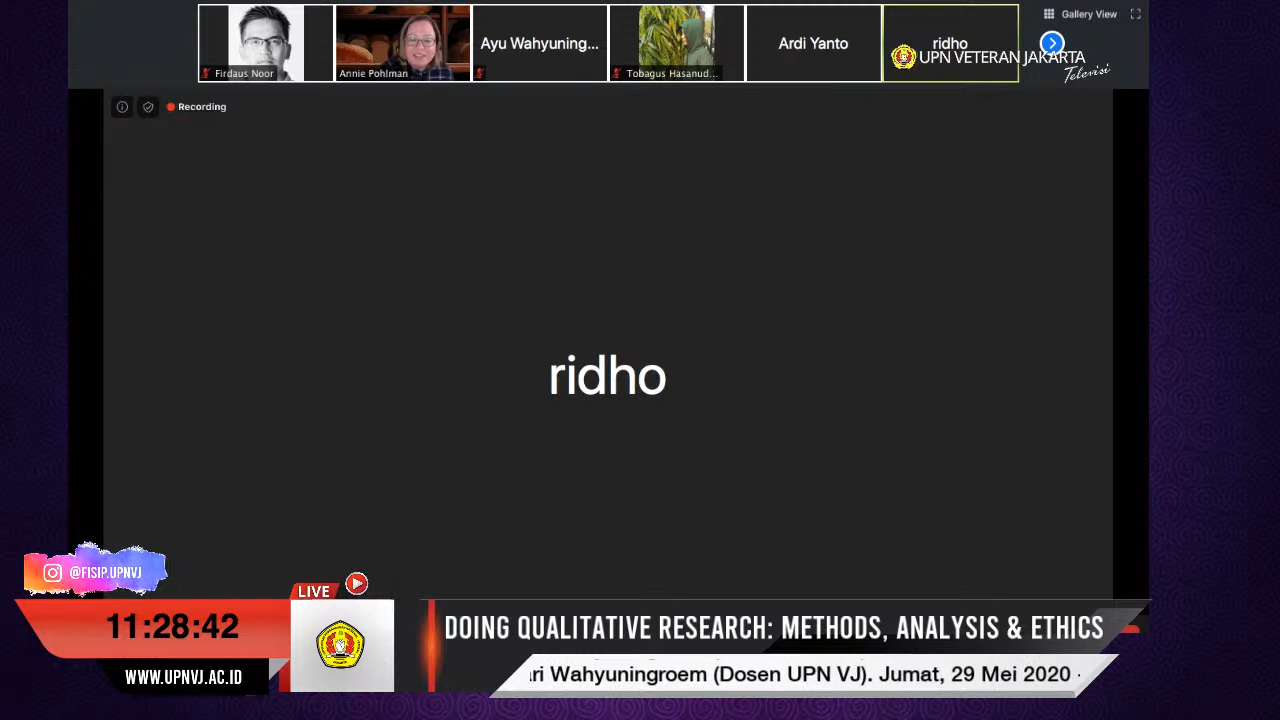 Gallery View
Firdaus Noor
Annie Pohlman
Ayu Wahyuning...
Tobagus Hasanud...
Ardi Yanto
ridho
UPN VETERAN JAKARTA
Televisi
Recording
ridho
@FISIP.UPNVJ
LIVE
11:28:42
DOING QUALITATIVE RESEARCH: METHODS, ANALYSIS & ETHICS
WWW.UPNVJ.AC.ID
ri Wahyuningroem (Dosen UPN VJ). Jumat, 29 Mei 2020 -